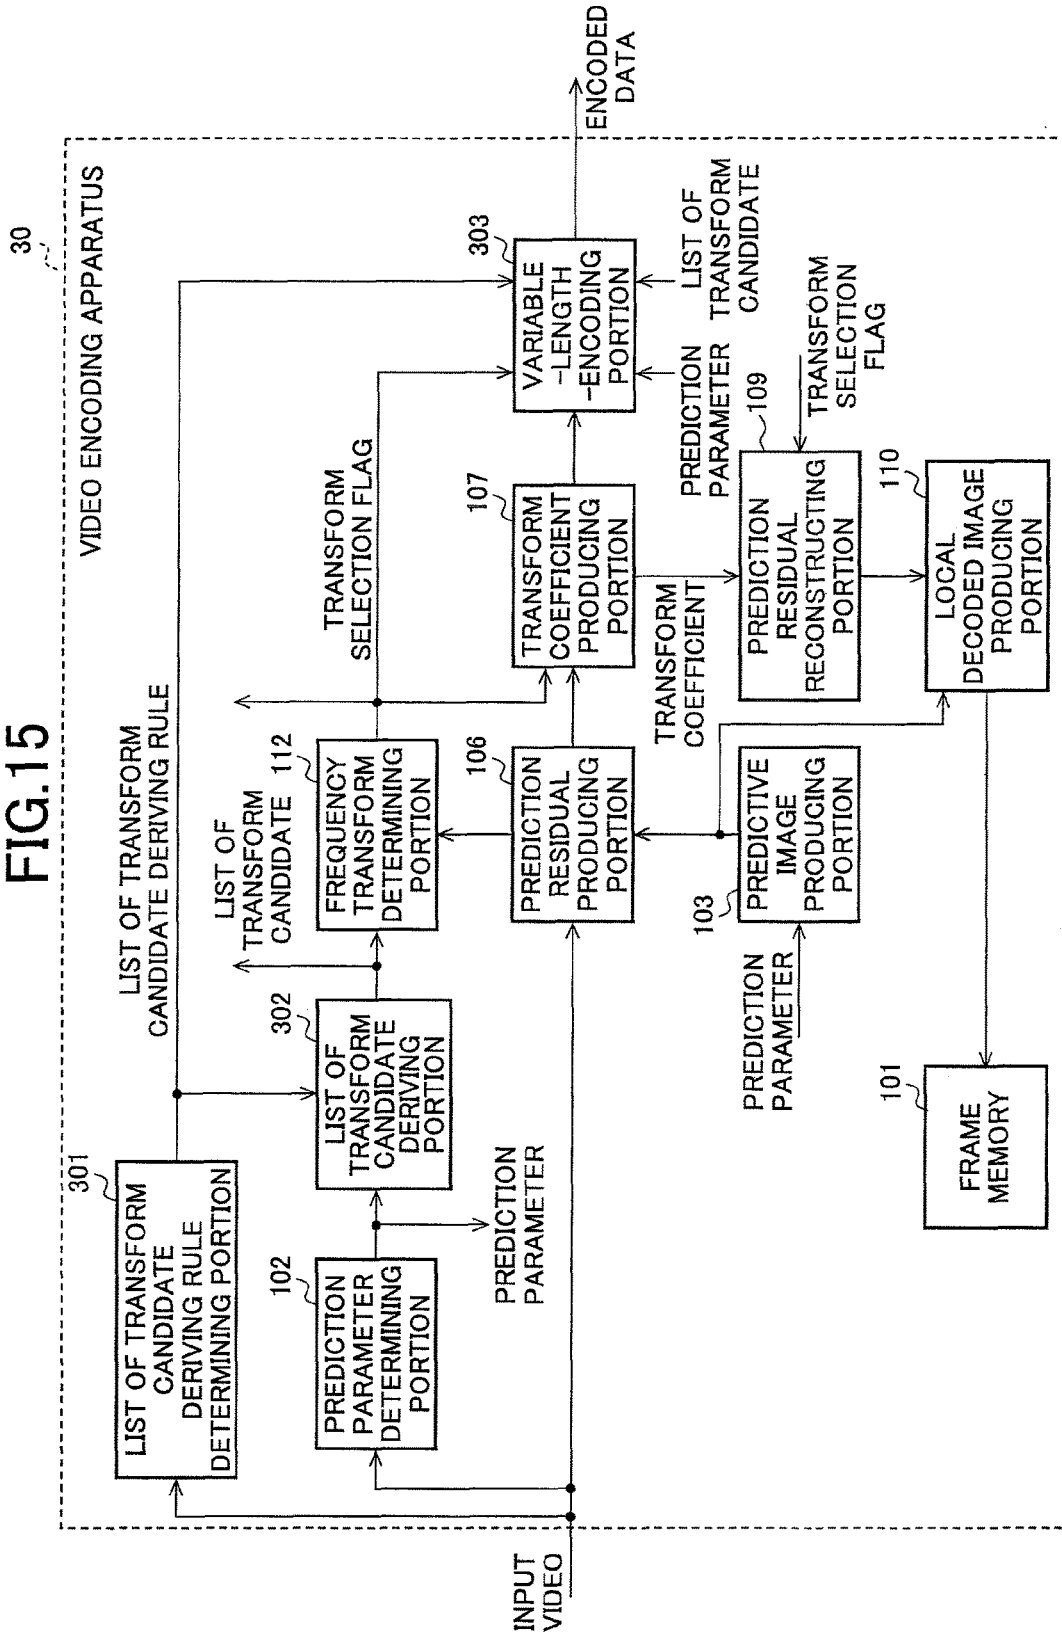 FIG.15
30
VIDEO ENCODING APPARATUS
LIST OF TRANSFORM
CANDIDATE DERIVING RULE
301
LIST OF TRANSFORM
CANDIDATE
DERIVING RULE
DETERMINING PORTION
LIST OF
TRANSFORM
CANDIDATE
TRANSFORM
SELECTION FLAG
102
PREDICTION
PARAMETER
DETERMINING
PORTION
302
LIST OF
TRANSFORM
CANDIDATE
DERIVING
PORTION
112
FREQUENCY
TRANSFORM
DETERMINING
PORTION
PREDICTION
PARAMETER
INPUT
VIDEO
106
PREDICTION
RESIDUAL
PRODUCING
PORTION
107
TRANSFORM
COEFFICIENT
PRODUCING
PORTION
303
VARIABLE
-LENGTH
-ENCODING
PORTION
ENCODED
DATA
TRANSFORM
COEFFICIENT
PREDICTION
PARAMETER
LIST OF
TRANSFORM
CANDIDATE
PREDICTION
PARAMETER
103
PREDICTIVE
IMAGE
PRODUCING
PORTION
109
PREDICTION
RESIDUAL
RECONSTRUCTING
PORTION
TRANSFORM
SELECTION
FLAG
101
FRAME
MEMORY
110
LOCAL
DECODED IMAGE
PRODUCING
PORTION